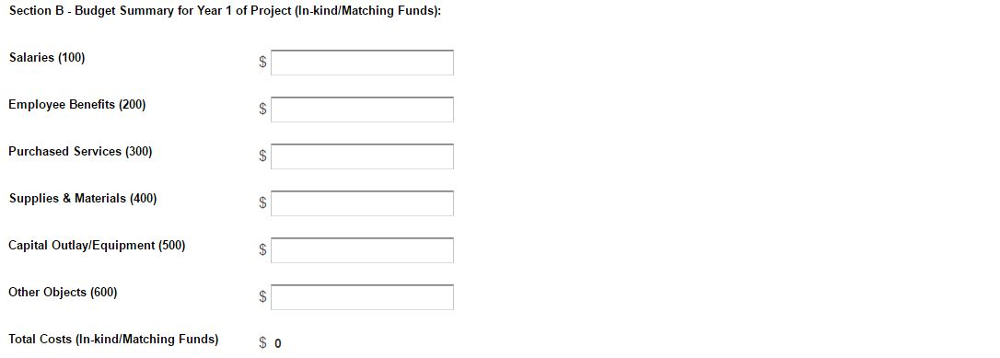 Section B - Budget Summary for Year 1 of Project (In-kind/Matching Funds):
Salaries (100) $
Employee Benefits (200) $
Purchased Services (300) $
Supplies & Materials (400) $
Capital Outlay/Equipment (500) $
Other Objects (600) $
Total Costs (In-kind/Matching Funds) $ 0